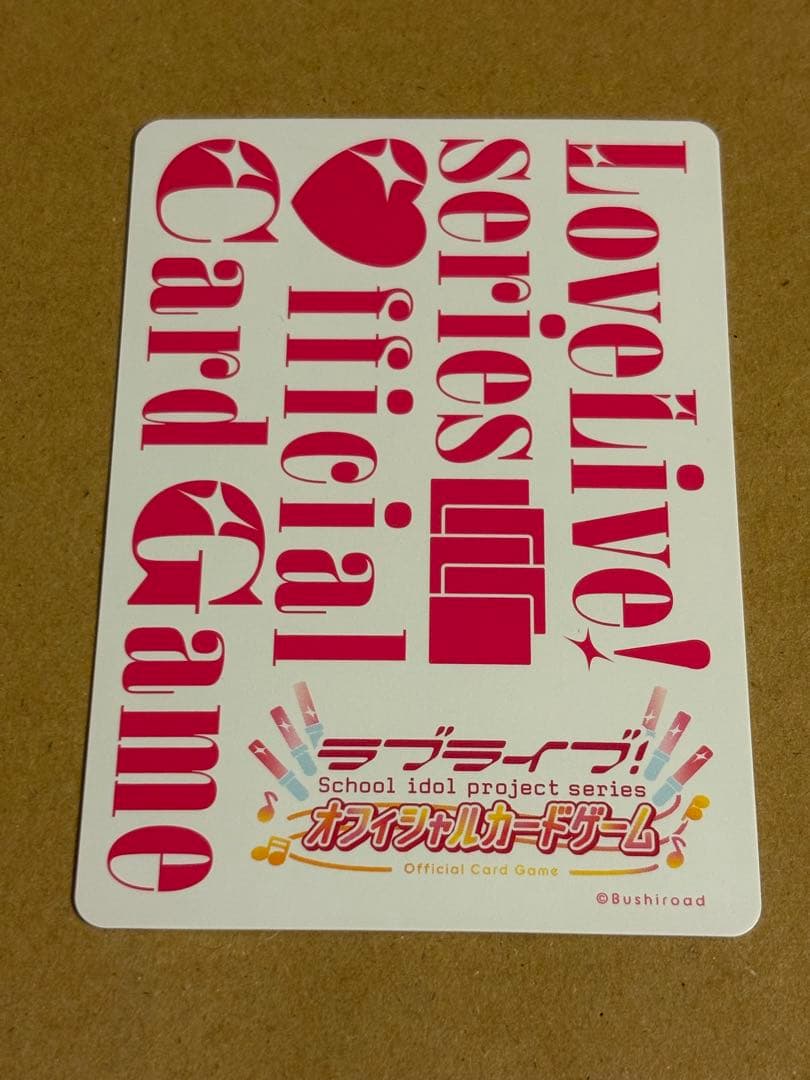 LoveLive!
series
Official
Card Game
ラブライブ!
School idol project series
オフィシャルカードゲーム
Official Card Game
©Bushiroad